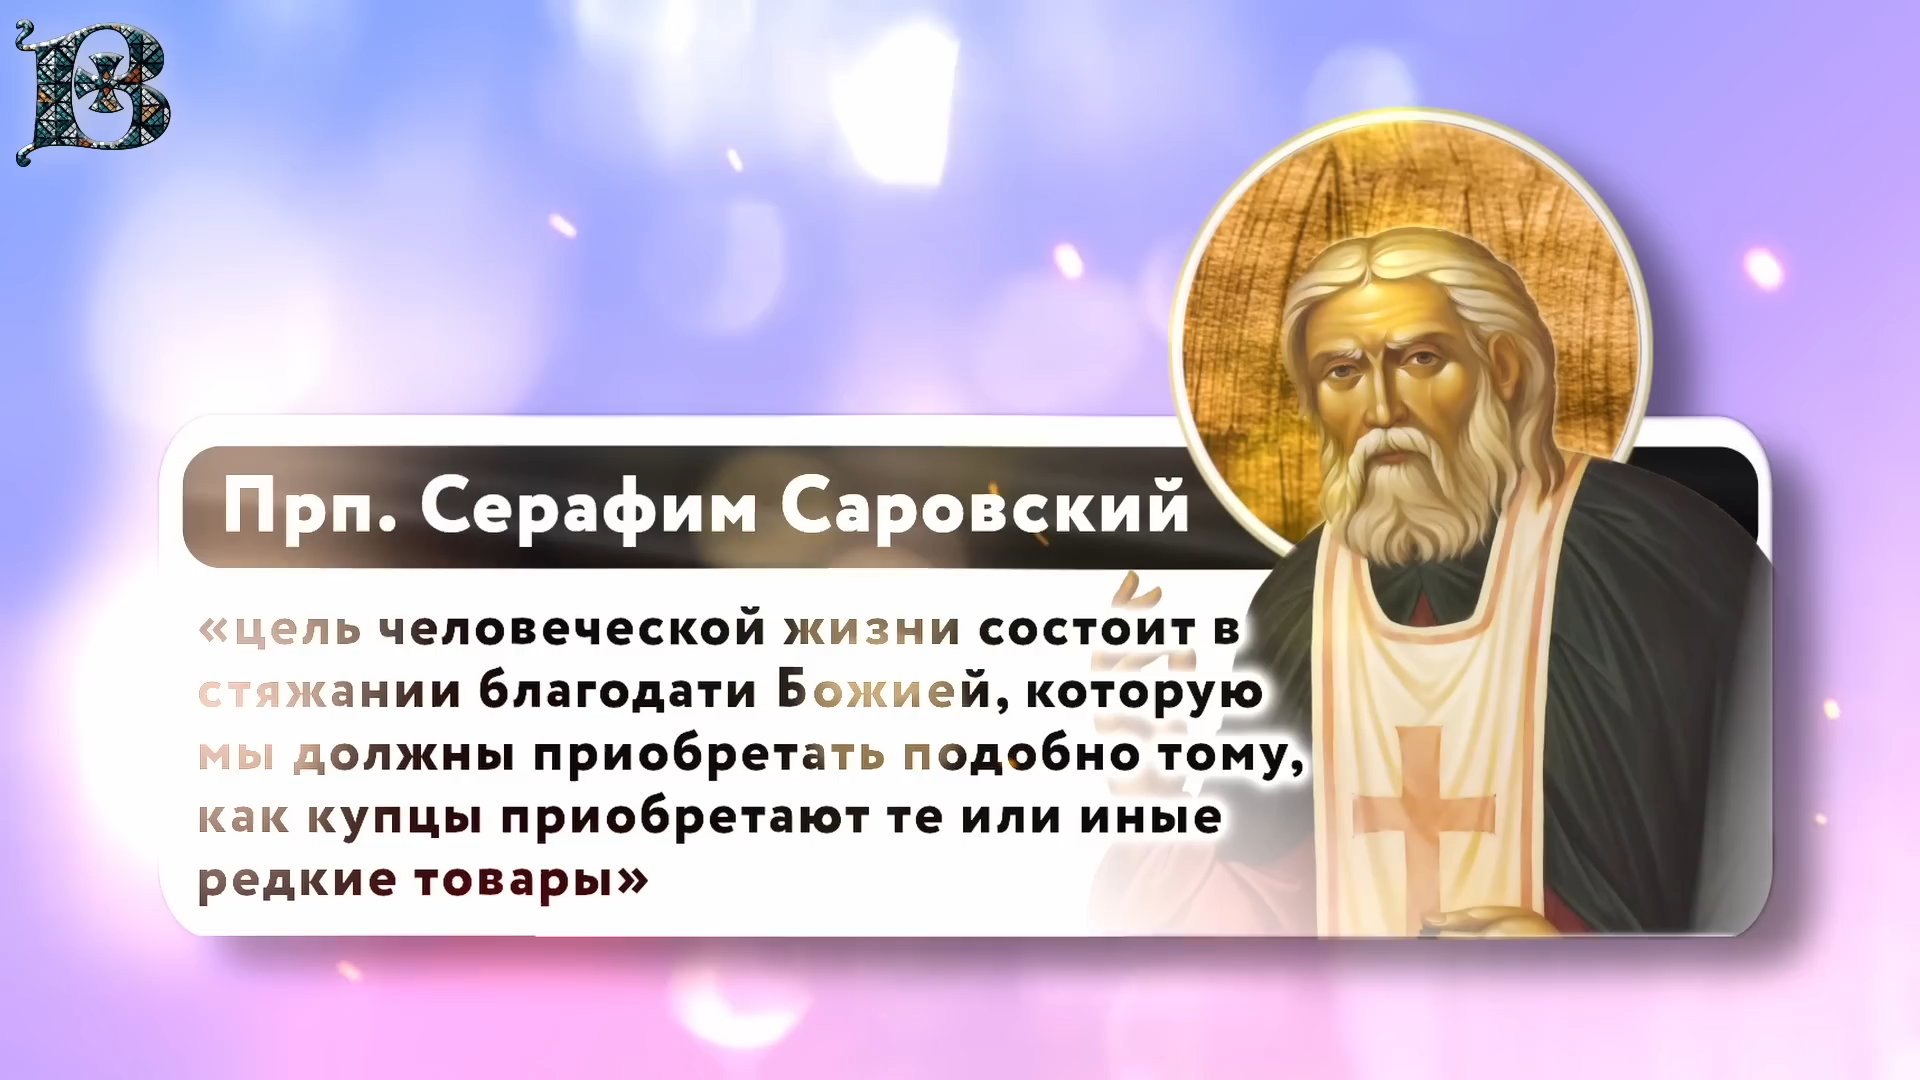 В
Прп. Серафим Саровский
«цель человеческой жизни состоит в
стяжании благодати Божией, которую
мы должны приобретать подобно тому,
как купцы приобретают те или иные
редкие товары»